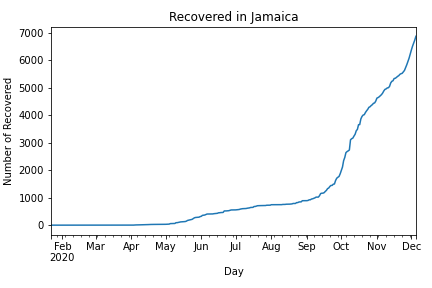 Recovered in Jamaica
Number of Recovered
7000
6000
5000
4000
3000
2000
1000
0
Feb Mar Apr May Jun Jul Aug Sep Oct Nov Dec
2020
Day